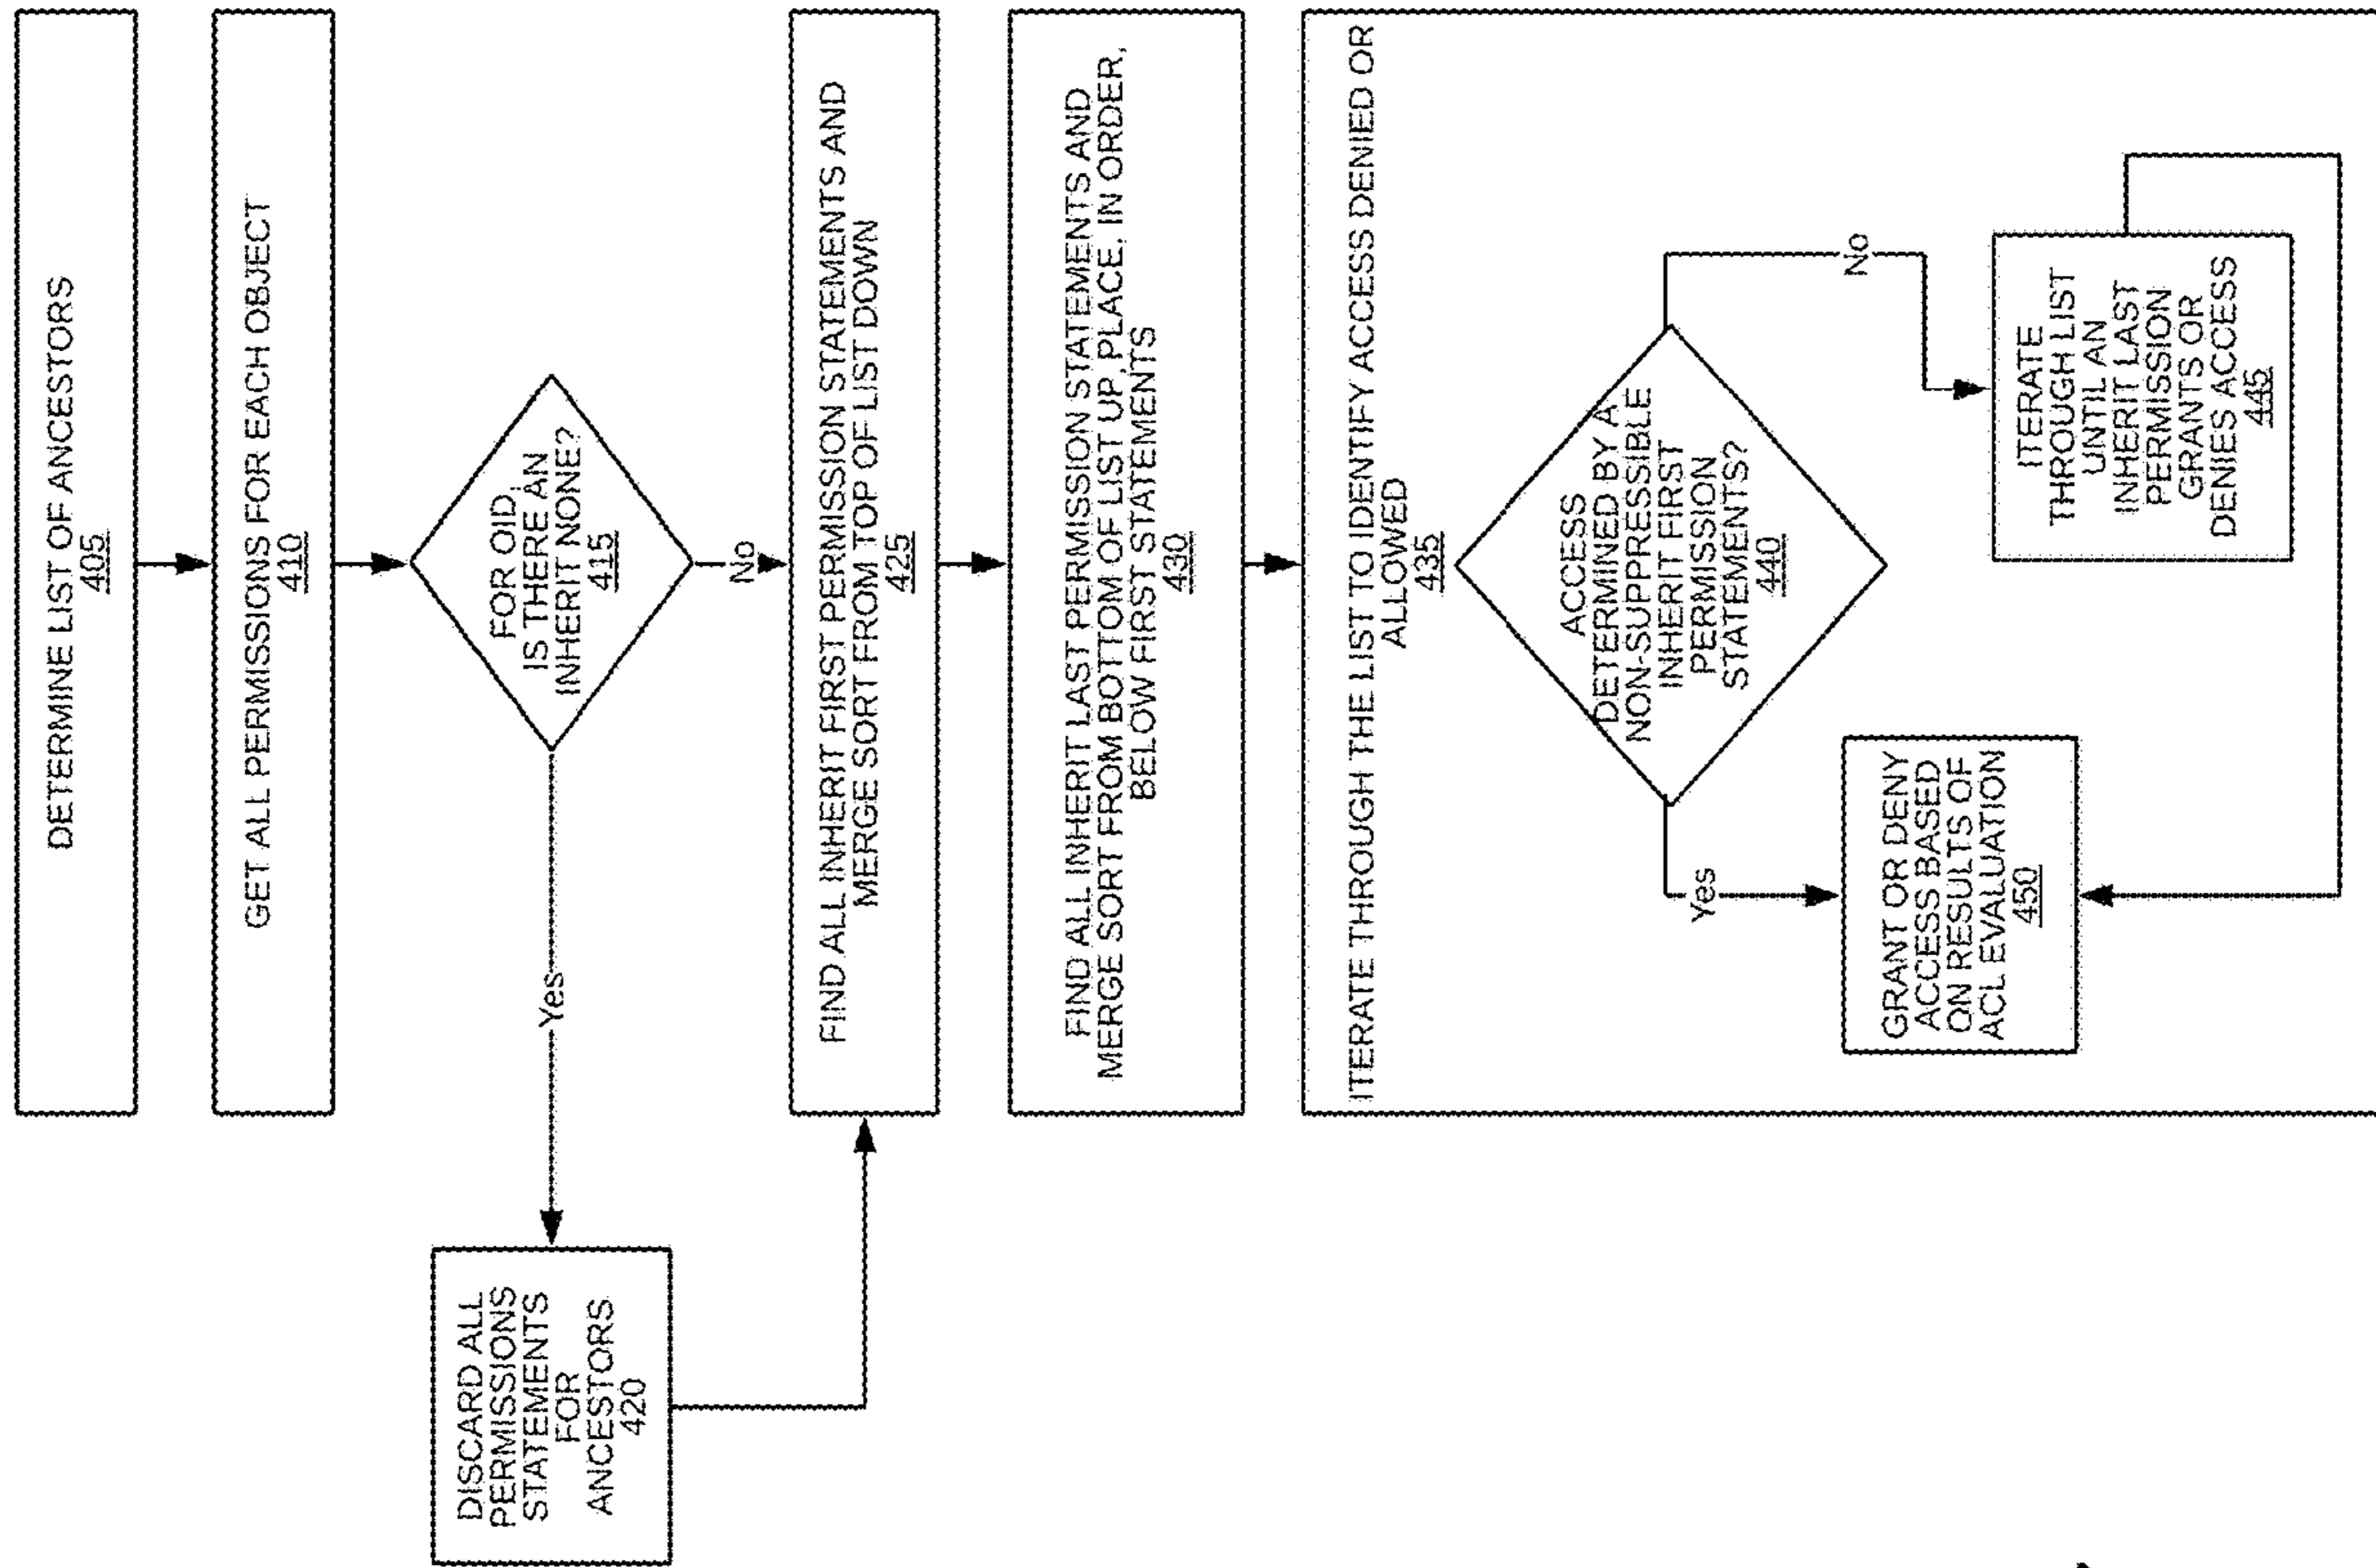 DETERMINE LIST OF ANCESTORS
405
GET ALL PERMISSIONS FOR EACH OBJECT
410
FOR OID,
IS THERE AN
INHERIT NONE?
415
Yes
No
DISCARD ALL
PERMISSIONS
STATEMENTS
FOR
ANCESTORS
420
FIND ALL INHERIT FIRST PERMISSION STATEMENTS AND
MERGE SORT FROM TOP OF LIST DOWN
425
FIND ALL INHERIT LAST PERMISSION STATEMENTS AND
MERGE SORT FROM BOTTOM OF LIST UP, PLACE, IN ORDER,
BELOW FIRST STATEMENTS
430
ITERATE THROUGH THE LIST TO IDENTIFY ACCESS DENIED OR
ALLOWED
435
ACCESS
DETERMINED BY A
NON-SUPPRESSIBLE
INHERIT FIRST
PERMISSION
STATEMENTS?
440
Yes
No
GRANT OR DENY
ACCESS BASED
ON RESULTS OF
ACL EVALUATION
450
ITERATE
THROUGH LIST
UNTIL AN
INHERIT LAST
PERMISSION
GRANTS OR
DENIES ACCESS
445